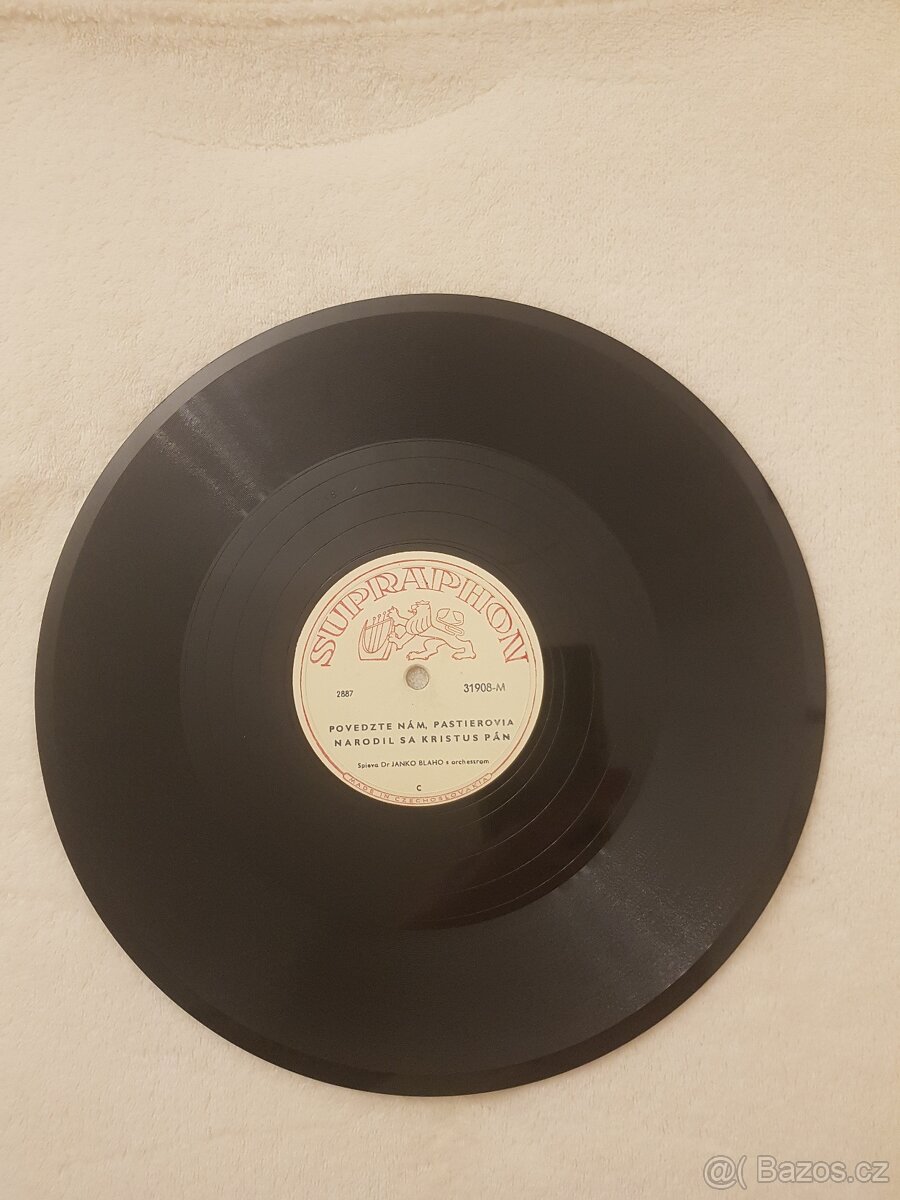 SUPRAPHON
2887
31908-M
POVEDZTE NÁM, PASTIEROVIA
NARODIL SA KRISTUS PÁN
Spieva Dr JANKO BLAHO s orchestrom
C
MADE IN CZECHOSLOVAKIA
@( Bazos.cz